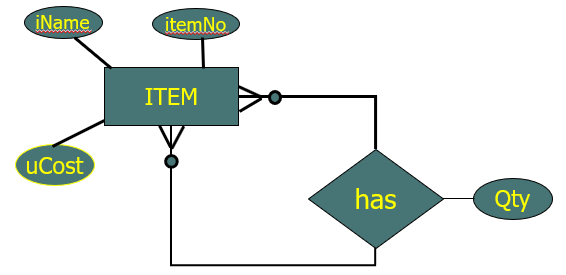 iName
itemNo
ITEM
uCost
has
Qty